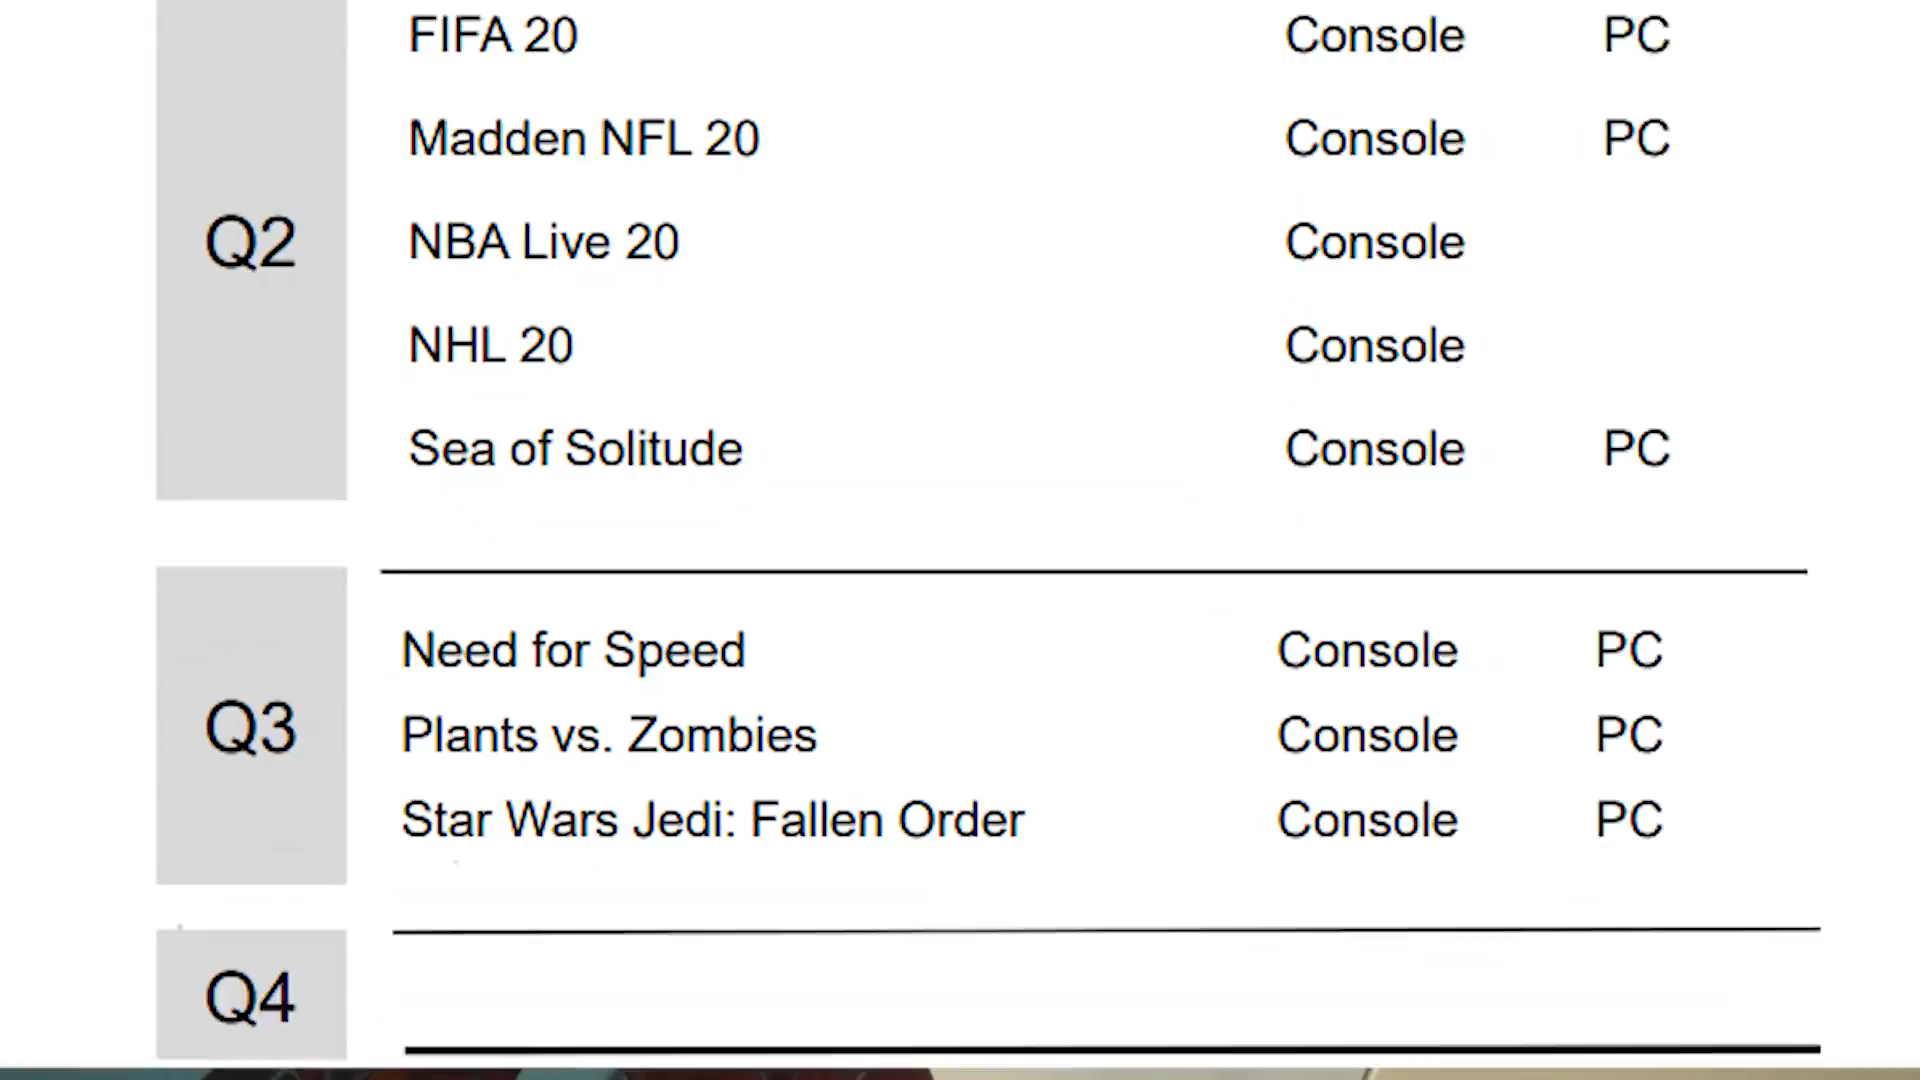 FIFA 20 Console PC
Madden NFL 20 Console PC
Q2 NBA Live 20 Console
NHL 20 Console
Sea of Solitude Console PC
Need for Speed Console PC
Q3 Plants vs. Zombies Console PC
Star Wars Jedi: Fallen Order Console PC
Q4